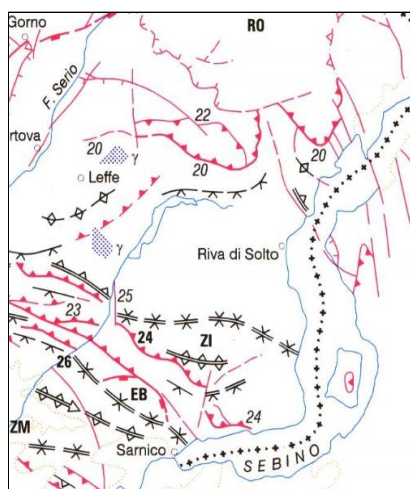 Gorno
RO
F. Serio
22
rtova
20
20
20
γ
Leffe
γ
Riva di Solto
25
23
24
ZI
26
EB
24
ZM
Sarnico
SEBINO